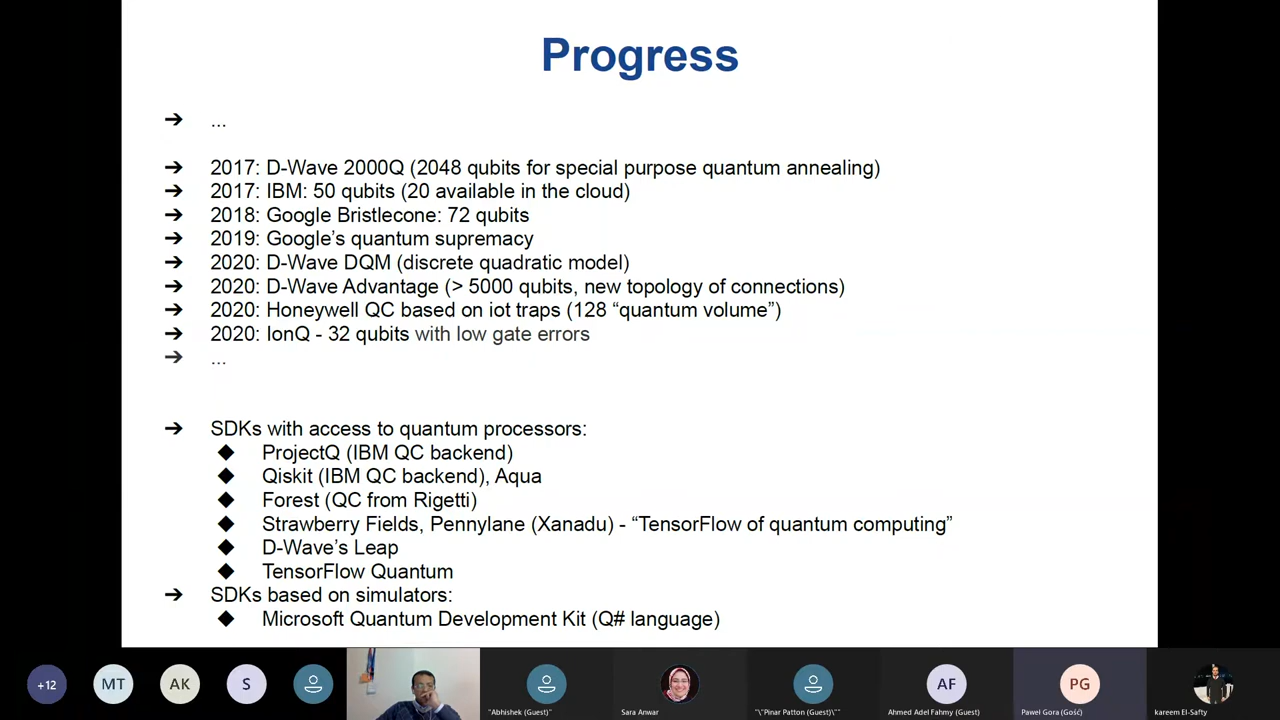 Progress
➔ ...
➔ 2017: D-Wave 2000Q (2048 qubits for special purpose quantum annealing)
➔ 2017: IBM: 50 qubits (20 available in the cloud)
➔ 2018: Google Bristlecone: 72 qubits
➔ 2019: Google's quantum supremacy
➔ 2020: D-Wave DQM (discrete quadratic model)
➔ 2020: D-Wave Advantage (> 5000 qubits, new topology of connections)
➔ 2020: Honeywell QC based on iot traps (128 “quantum volume”)
➔ 2020: IonQ - 32 qubits with low gate errors
➔ ...
➔ SDKs with access to quantum processors:
◆ ProjectQ (IBM QC backend)
◆ Qiskit (IBM QC backend), Aqua
◆ Forest (QC from Rigetti)
◆ Strawberry Fields, Pennylane (Xanadu) - “TensorFlow of quantum computing”
◆ D-Wave's Leap
◆ TensorFlow Quantum
➔ SDKs based on simulators:
◆ Microsoft Quantum Development Kit (Q# language)
+12 MT AK S AF PG
"Abhishek (Guest)" Sara Anwar "\"Pinar Patton (Guest)\"" Ahmed Adel Fahmy (Guest) Paweł Gora (Gość) kareem El-Safty